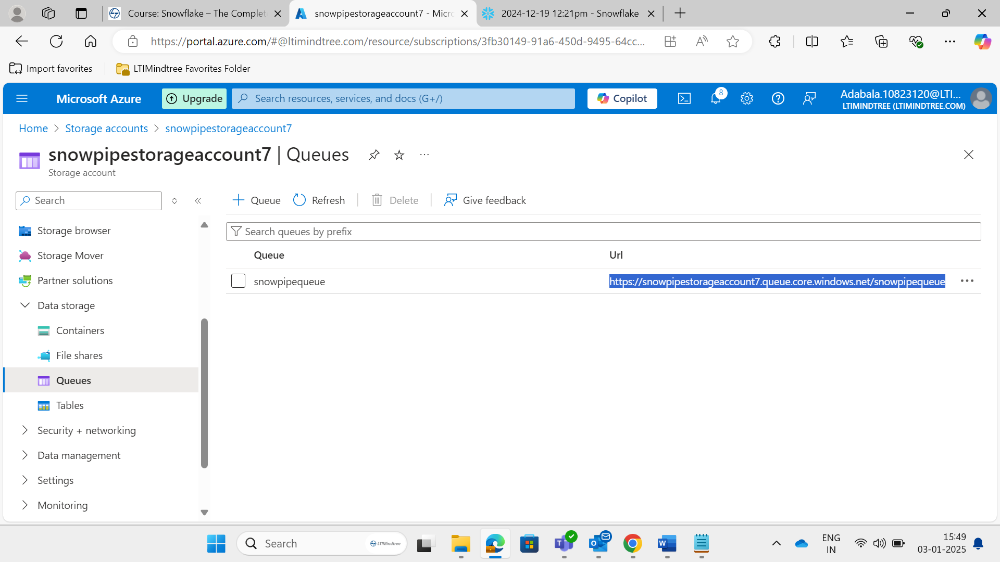 Course: Snowflake – The Complet
snowpipestorageaccount7 - Micr
2024-12-19 12:21pm - Snowflake
https://portal.azure.com/#@ltimindtree.com/resource/subscriptions/3fb30149-91a6-450d-9495-64cc...
Import favorites
LTIMindtree Favorites Folder
Microsoft Azure
Upgrade
Search resources, services, and docs (G+/)
Copilot
8
Adabala.10823120@LTI...
LTIMINDTREE (LTIMINDTREE.COM)
Home > Storage accounts > snowpipestorageaccount7
snowpipestorageaccount7 | Queues
Storage account
Search
Queue
Refresh
Delete
Give feedback
Storage browser
Storage Mover
Partner solutions
Data storage
Containers
File shares
Queues
Tables
Security + networking
Data management
Settings
Monitoring
Search queues by prefix
Queue Url
snowpipequeue https://snowpipestorageaccount7.queue.core.windows.net/snowpipequeue
Search
LTIMindtree
ENG
IN
15:49
03-01-2025